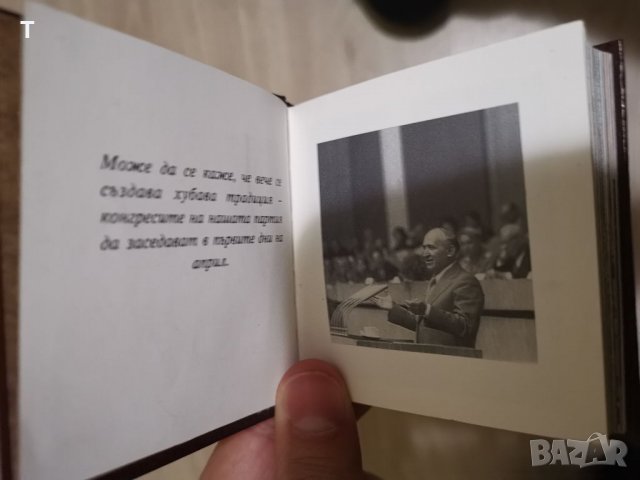 T
Може да се каже, че вече се
създава хубава традиция –
конгресите на нашата партия
да заседават в първите дни на
април.
BAZAR